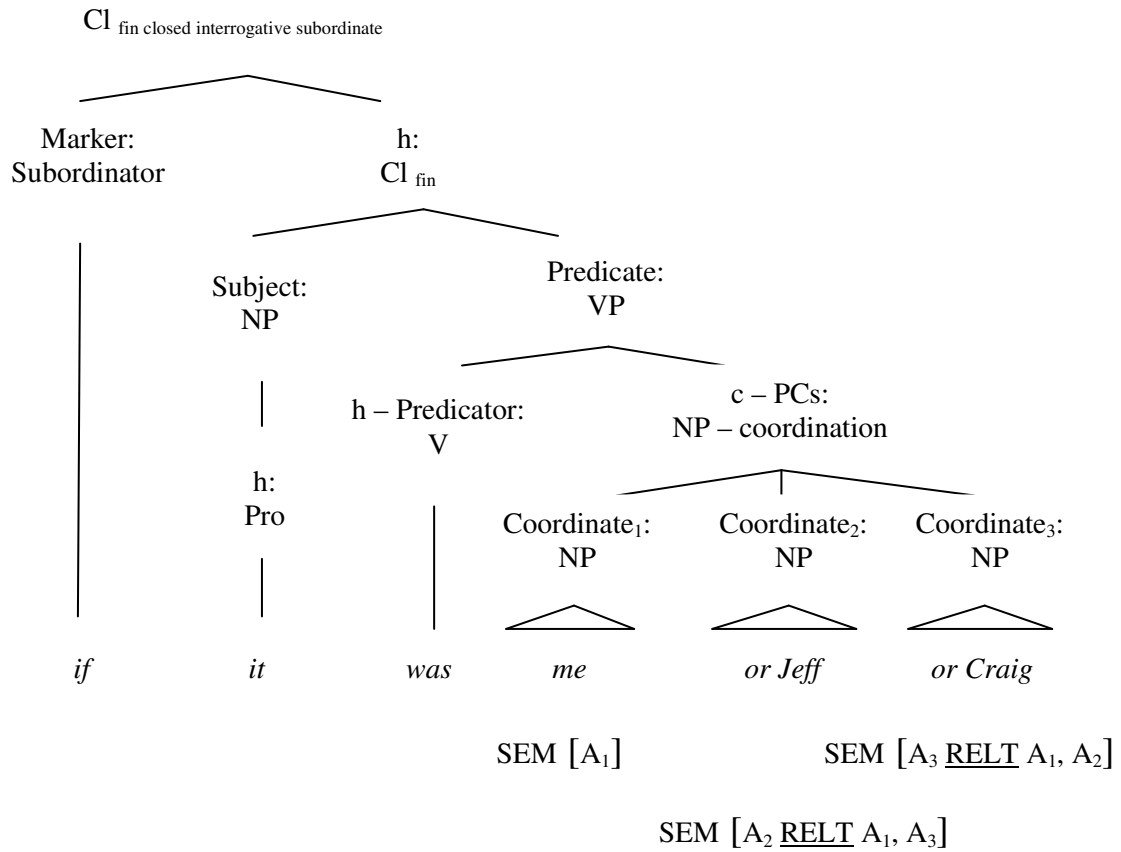 Cl fin closed interrogative subordinate
Marker:
Subordinator
h:
Cl fin
Subject:
NP
Predicate:
VP
h – Predicator:
V
c – PCs:
NP – coordination
h:
Pro
Coordinate1:
NP
Coordinate2:
NP
Coordinate3:
NP
if it was me or Jeff or Craig
SEM [A1] SEM [A3 RELT A1, A2]
SEM [A2 RELT A1, A3]